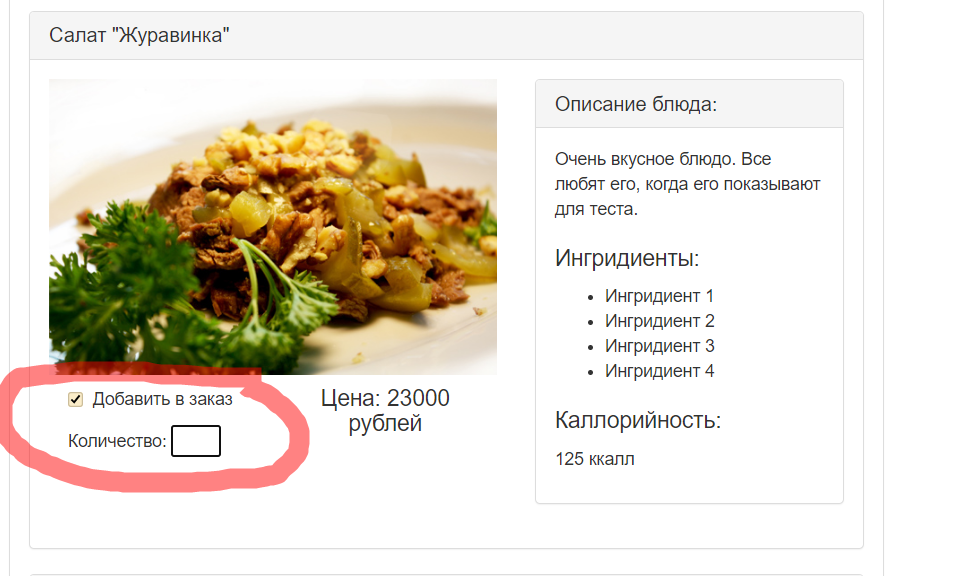 Салат "Журавинка"
Добавить в заказ
Количество:
Цена: 23000
рублей
Описание блюда:
Очень вкусное блюдо. Все
любят его, когда его показывают
для теста.
Ингридиенты:
Ингридиент 1
Ингридиент 2
Ингридиент 3
Ингридиент 4
Каллорийность:
125 ккалл